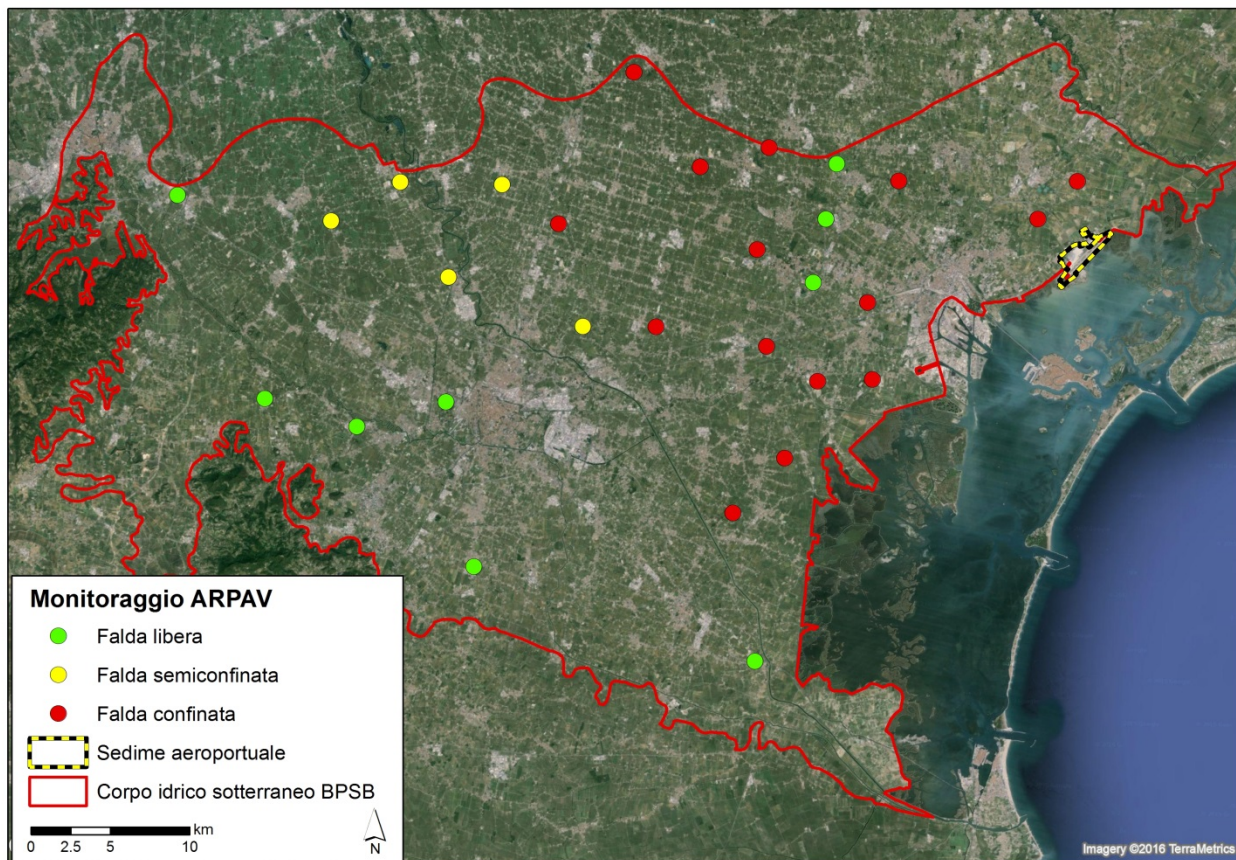 Monitoraggio ARPAV
Falda libera
Falda semiconfinata
Falda confinata
Sedime aeroportuale
Corpo idrico sotterraneo BPSB
km
0 2.5 5 10
N
Imagery ©2016 TerraMetrics